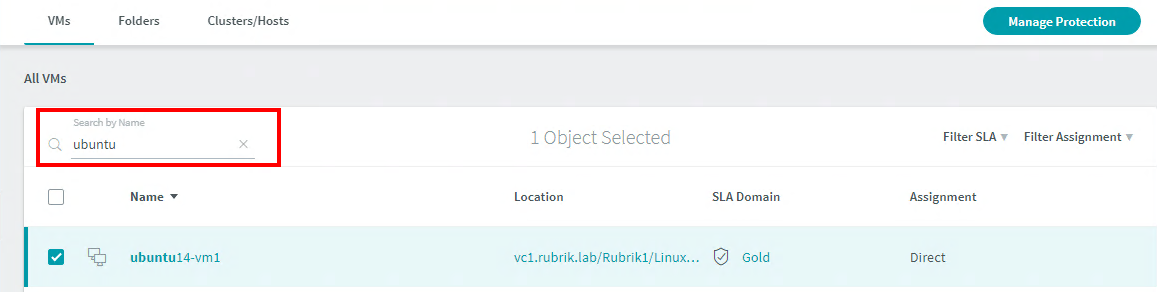 VMs Folders Clusters/Hosts Manage Protection
All VMs
Search by Name
ubuntu 1 Object Selected Filter SLA Filter Assignment
Name Location SLA Domain Assignment
ubuntu14-vm1 vc1.rubrik.lab/Rubrik1/Linux... Gold Direct